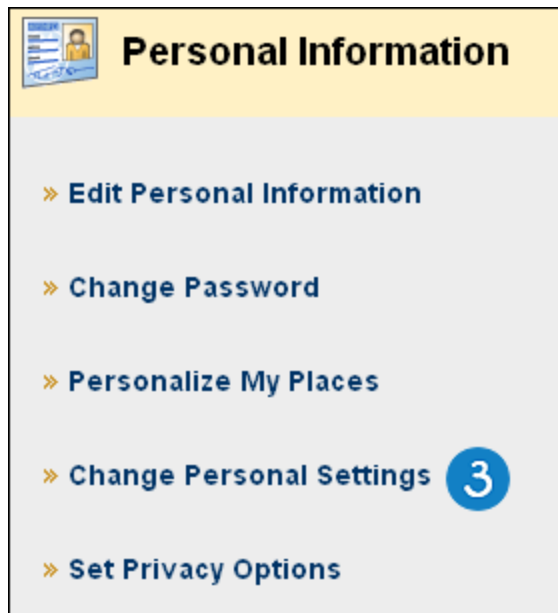 Personal Information
» Edit Personal Information
» Change Password
» Personalize My Places
» Change Personal Settings 3
» Set Privacy Options